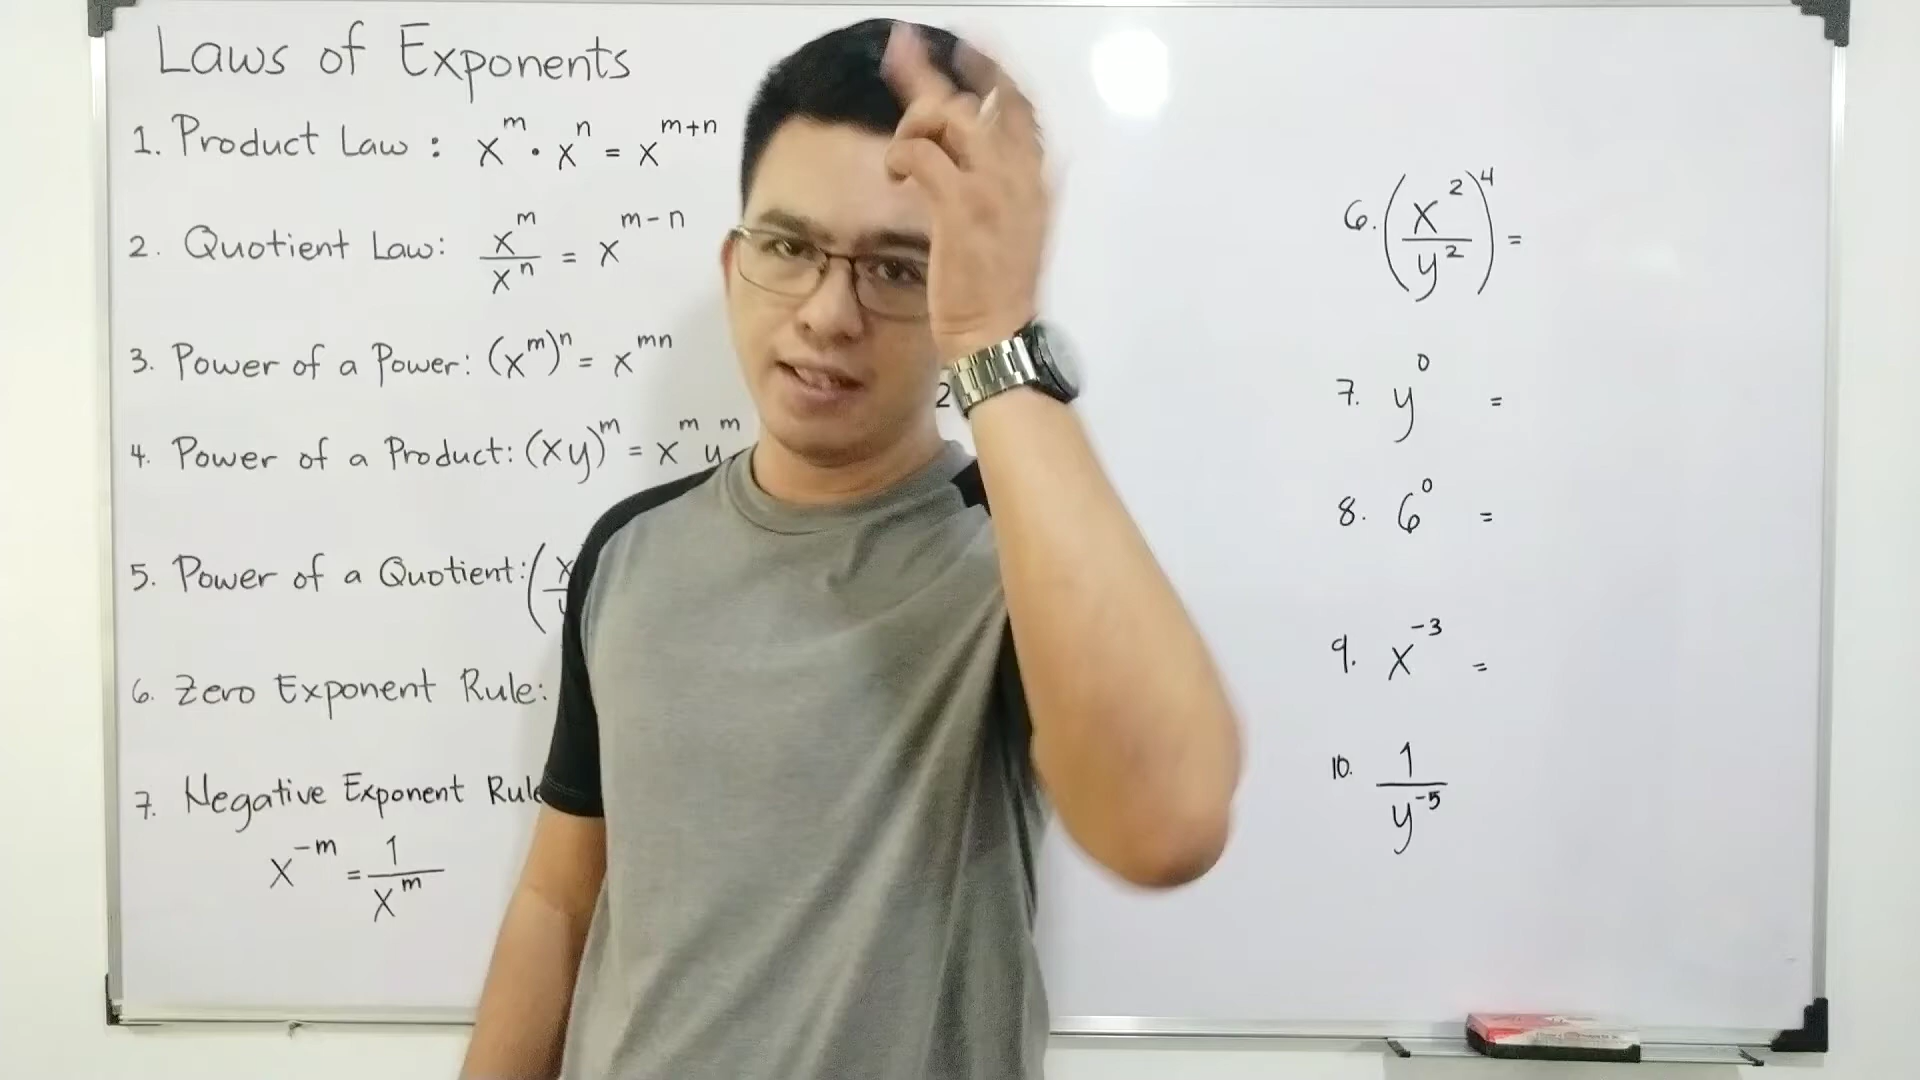 Laws of Exponents
1. Product Law : x^m · x^n = x^{m+n}
2. Quotient Law: x^m / x^n = x^{m-n}
3. Power of a Power: (x^m)^n = x^{mn}
4. Power of a Product: (xy)^m = x^m y^m
5. Power of a Quotient: (x
6. Zero Exponent Rule:
7. Negative Exponent Rule
x^{-m} = 1 / x^m
2
6. (x^2 / y^2)^4 =
7. y^0 =
8. 6^0 =
9. x^{-3} =
10. 1 / y^{-5}